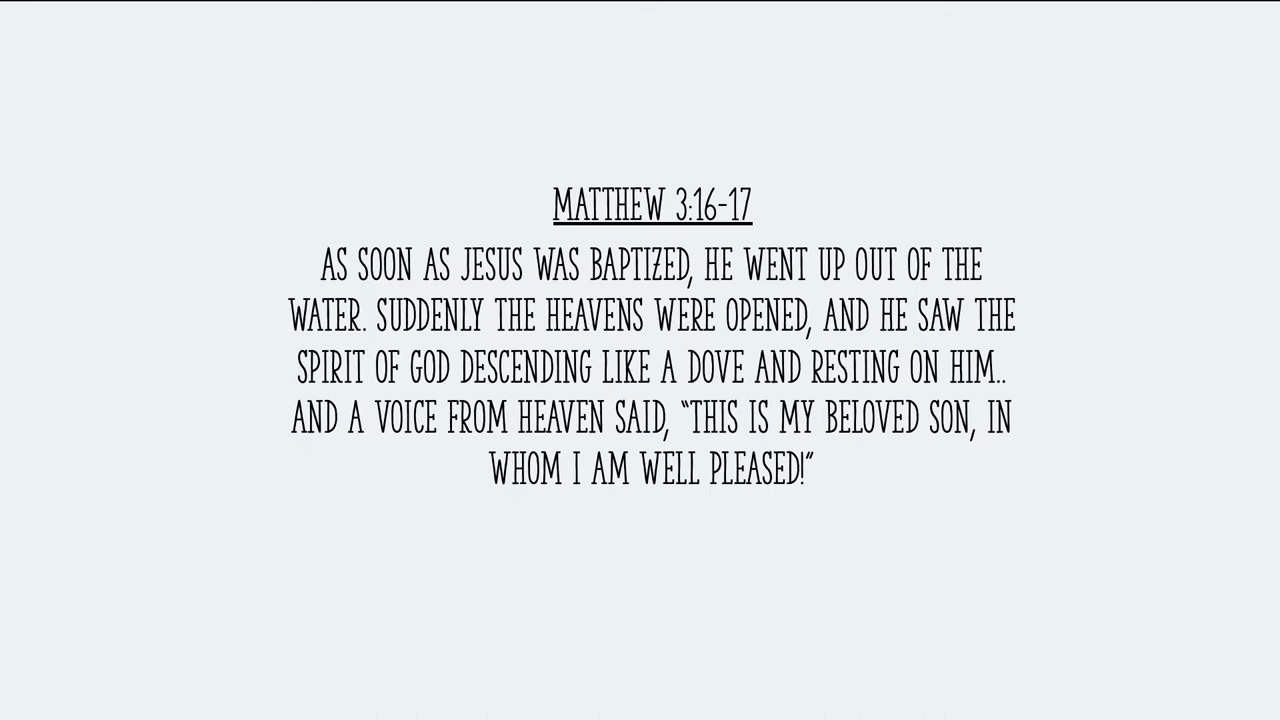 MATTHEW 3:16-17
AS SOON AS JESUS WAS BAPTIZED, HE WENT UP OUT OF THE
WATER. SUDDENLY THE HEAVENS WERE OPENED, AND HE SAW THE
SPIRIT OF GOD DESCENDING LIKE A DOVE AND RESTING ON HIM..
AND A VOICE FROM HEAVEN SAID, “THIS IS MY BELOVED SON, IN
WHOM I AM WELL PLEASED!”